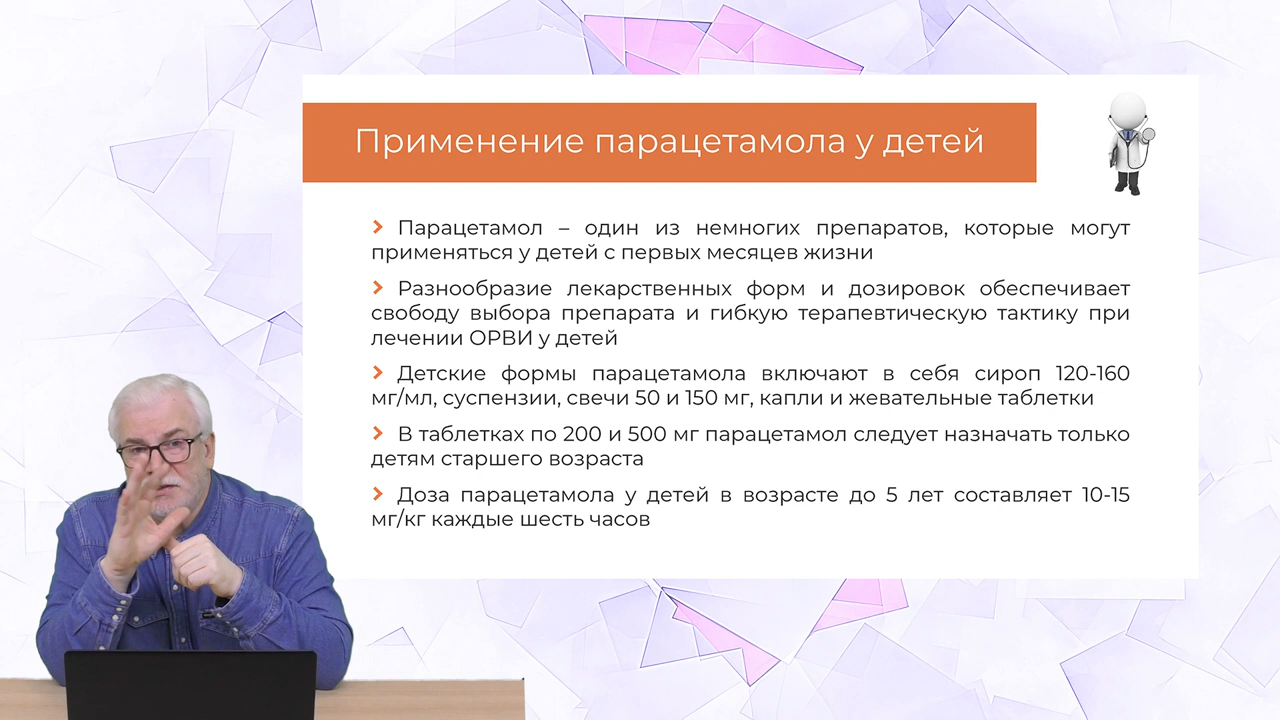 Применение парацетамола у детей
Парацетамол – один из немногих препаратов, которые могут
применяться у детей с первых месяцев жизни
Разнообразие лекарственных форм и дозировок обеспечивает
свободу выбора препарата и гибкую терапевтическую тактику при
лечении ОРВИ у детей
Детские формы парацетамола включают в себя сироп 120-160
мг/мл, суспензии, свечи 50 и 150 мг, капли и жевательные таблетки
В таблетках по 200 и 500 мг парацетамол следует назначать только
детям старшего возраста
Доза парацетамола у детей в возрасте до 5 лет составляет 10-15
мг/кг каждые шесть часов